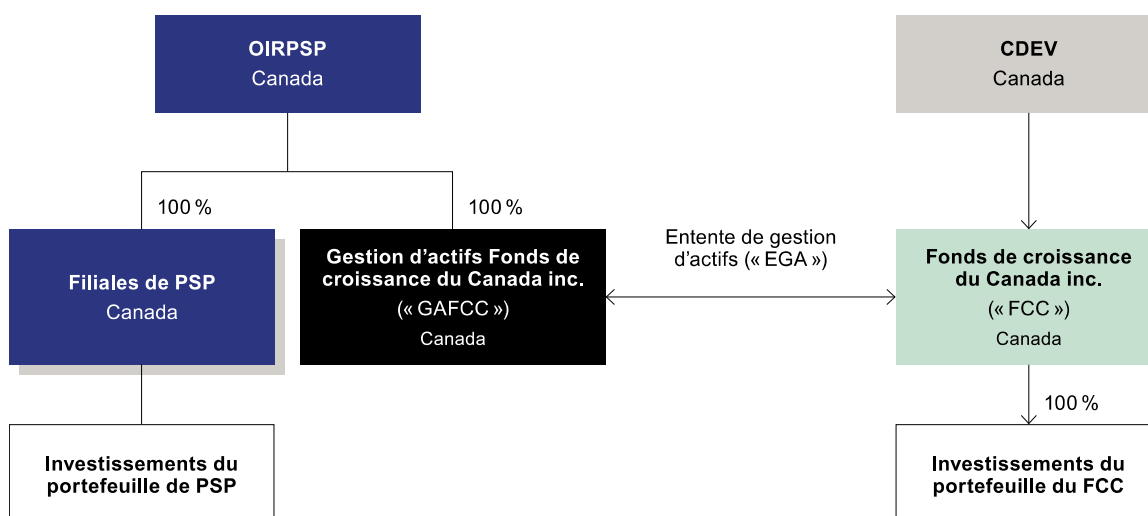 OIRPSP
Canada
CDEV
Canada
100 %
100 %
Filiales de PSP
Canada
Gestion d'actifs Fonds de
croissance du Canada inc.
(« GAFCC »)
Canada
Entente de gestion
d'actifs (« EGA »)
Fonds de croissance
du Canada inc.
(« FCC »)
Canada
100 %
Investissements du
portefeuille de PSP
Investissements du
portefeuille du FCC